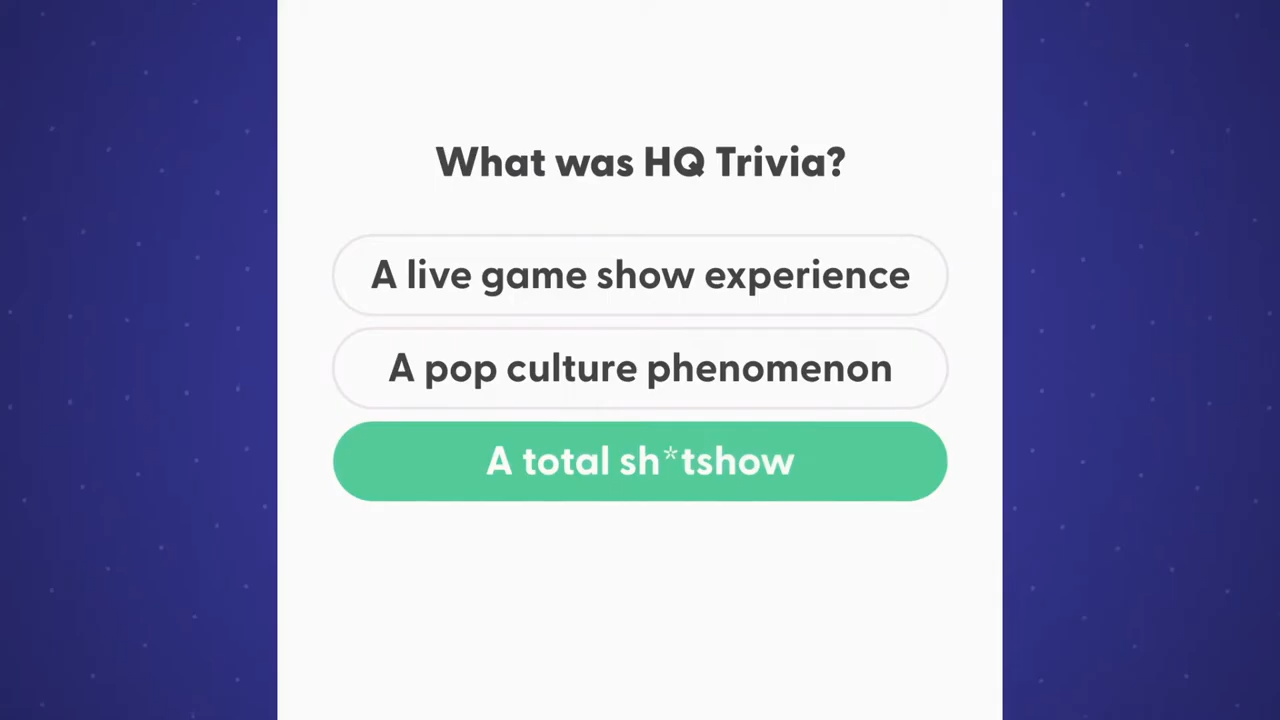 What was HQ Trivia?
A live game show experience
A pop culture phenomenon
A total sh*tshow